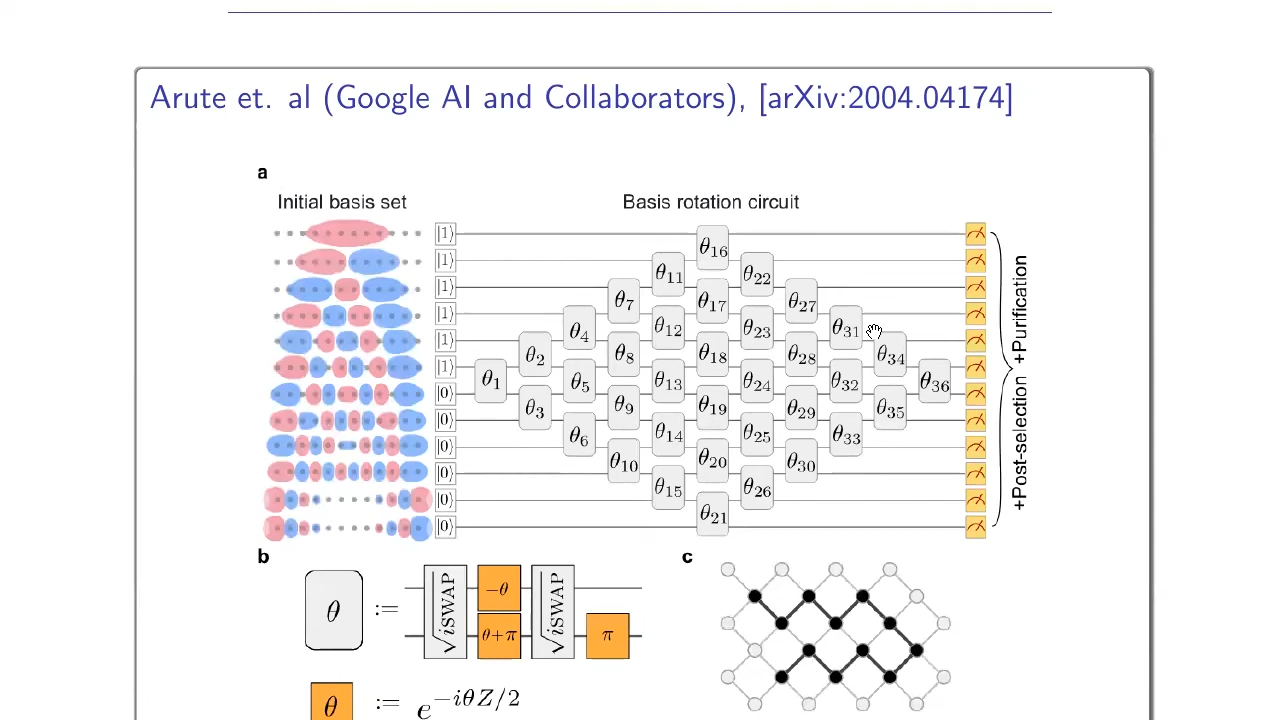 Arute et. al (Google AI and Collaborators), [arXiv:2004.04174]
a
Initial basis set
Basis rotation circuit
|1⟩
|1⟩
|1⟩
|1⟩
|1⟩
|1⟩
|0⟩
|0⟩
|0⟩
|0⟩
|0⟩
|0⟩
θ1
θ2
θ3
θ4
θ5
θ6
θ7
θ8
θ9
θ10
θ11
θ12
θ13
θ14
θ15
θ16
θ17
θ18
θ19
θ20
θ21
θ22
θ23
θ24
θ25
θ26
θ27
θ28
θ29
θ30
θ31
θ32
θ33
θ34
θ35
θ36
+Post-selection +Purification
b
θ := √iSWAP −θ θ+π √iSWAP π
θ := e^{−iθZ/2}
c